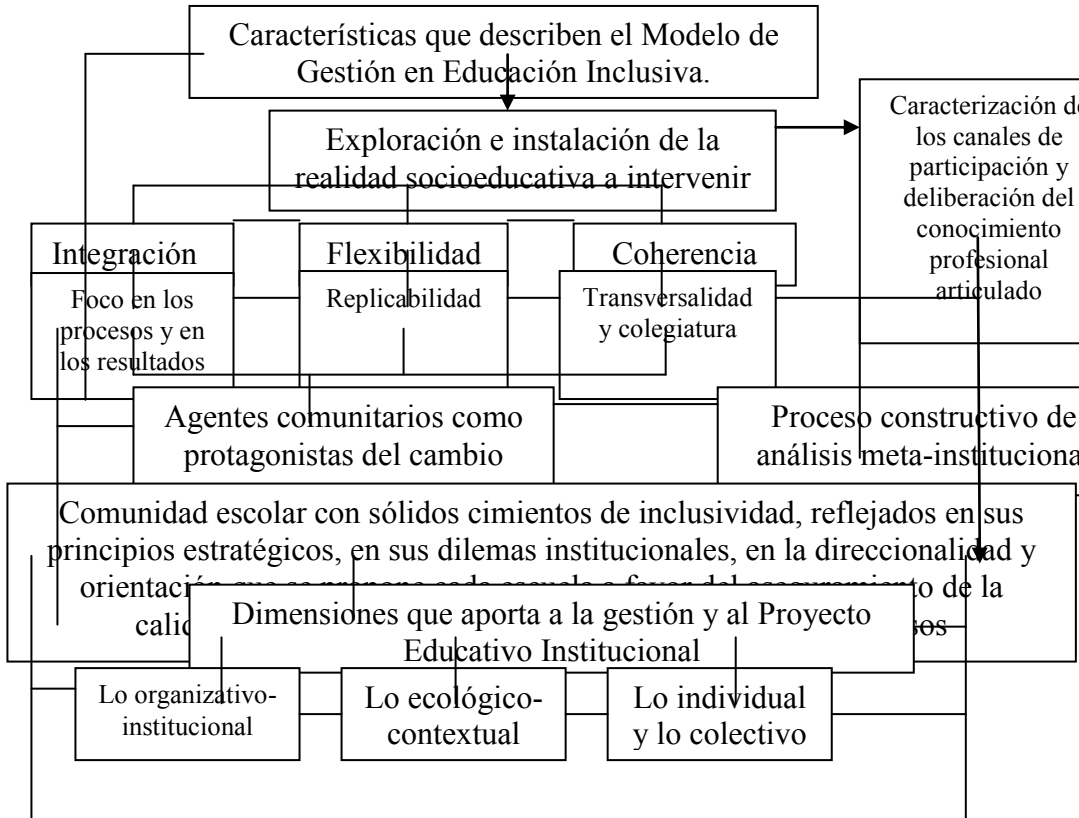 Características que describen el Modelo de
Gestión en Educación Inclusiva.
Exploración e instalación de la
realidad socioeducativa a intervenir
Caracterización
los canales de
participación y
deliberación del
conocimiento
profesional
articulado
Integración
Flexibilidad
Coherencia
Foco en los
procesos y en
los resultados
Replicabilidad
Transversalidad
y colegiatura
Agentes comunitarios como
protagonistas del cambio
Proceso constructivo de
análisis
Comunidad escolar con sólidos cimientos de inclusividad, reflejados en sus
principios estratégicos, en sus dilemas institucionales, en la direccionalidad y
orientación que se propone cada escuela a favor del aseguramiento de la
Dimensiones que aporta a la gestión y al Proyecto
Educativo Institucional
Lo organizativo-
institucional
Lo ecológico-
contextual
Lo individual
y lo colectivo